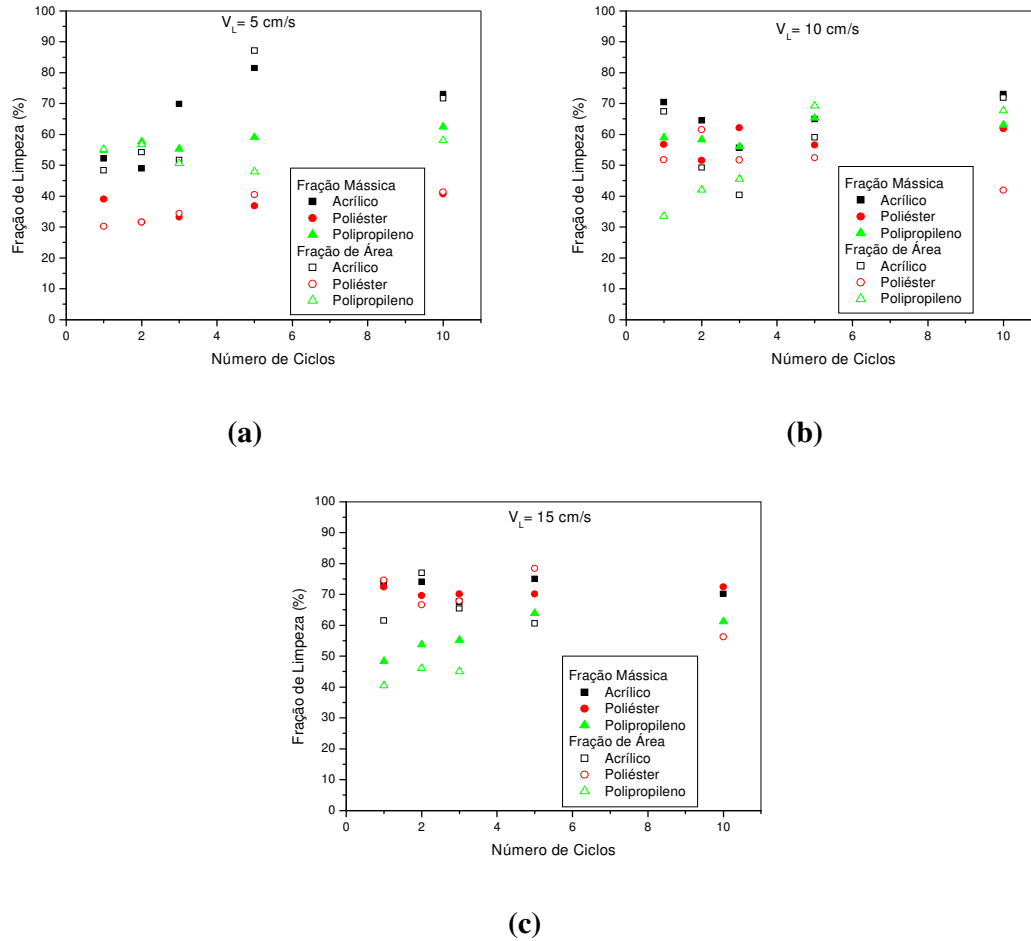 V_L= 5 cm/s
100
90
80
70
60
50
40
30
20
10
0
Fração de Limpeza (%)
Fração Mássica
Acrílico
Poliéster
Polipropileno
Fração de Área
Acrílico
Poliéster
Polipropileno
0 2 4 6 8 10
Número de Ciclos
(a)
V_L= 10 cm/s
100
90
80
70
60
50
40
30
20
10
0
Fração de Limpeza (%)
Fração Mássica
Acrílico
Poliéster
Polipropileno
Fração de Área
Acrílico
Poliéster
Polipropileno
0 2 4 6 8 10
Número de Ciclos
(b)
V_L= 15 cm/s
100
90
80
70
60
50
40
30
20
10
0
Fração de Limpeza (%)
Fração Mássica
Acrílico
Poliéster
Polipropileno
Fração de Área
Acrílico
Poliéster
Polipropileno
0 2 4 6 8 10
Número de Ciclos
(c)